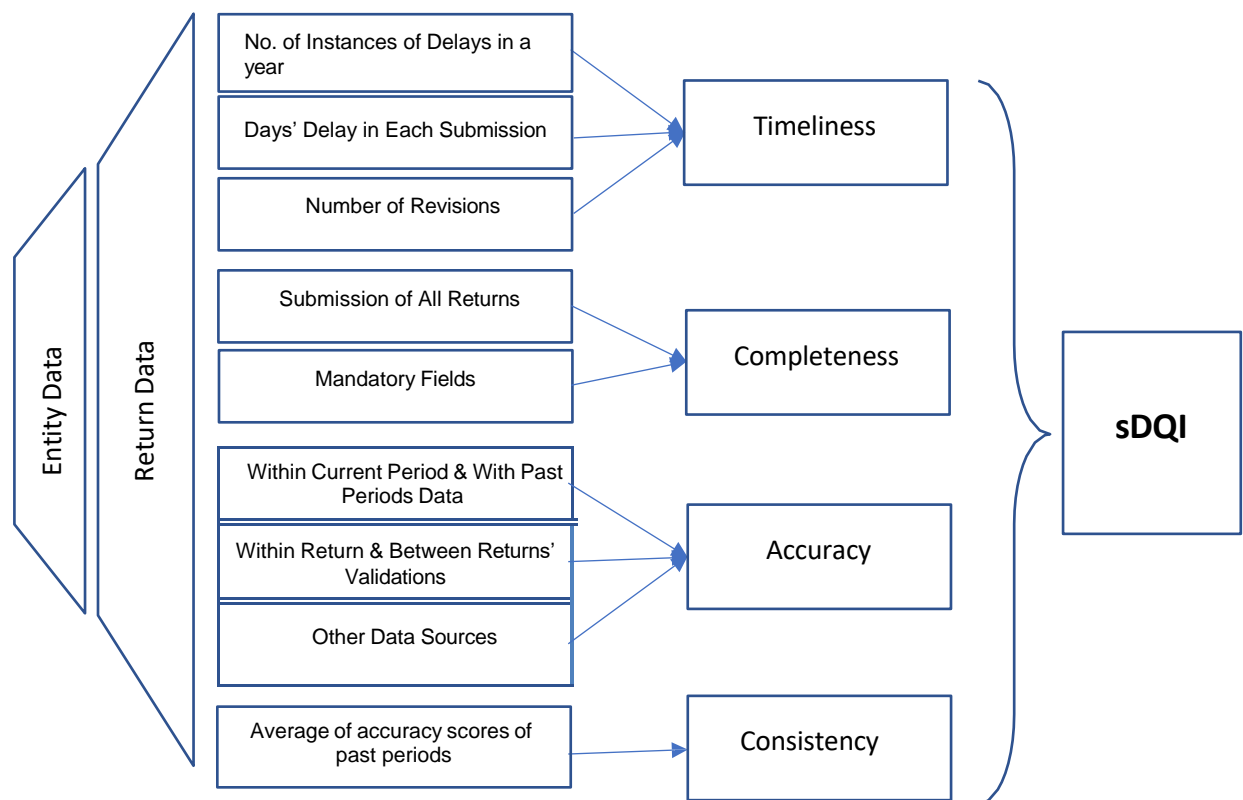 Entity Data
Return Data
No. of Instances of Delays in a
year
Days’ Delay in Each Submission
Number of Revisions
Timeliness
Submission of All Returns
Mandatory Fields
Completeness
Within Current Period & With Past
Periods Data
Within Return & Between Returns’
Validations
Other Data Sources
Accuracy
Average of accuracy scores of
past periods
Consistency
sDQI